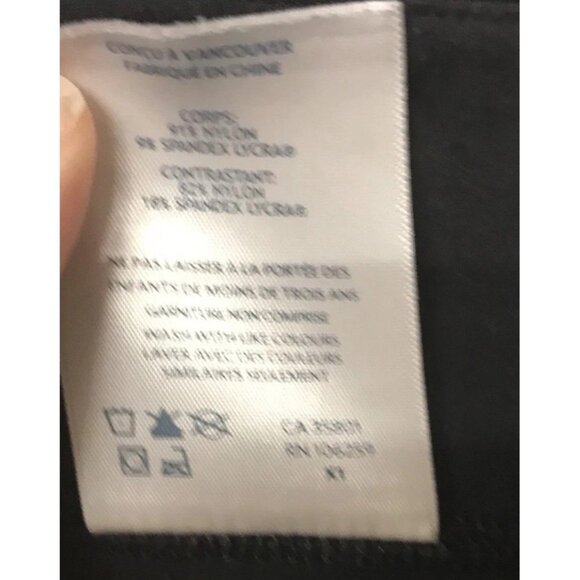 CONÇU À VANCOUVER
FABRIQUÉ EN CHINE
CORPS:
91% NYLON
9% SPANDEX LYCRA®
CONTRASTANT:
82% NYLON
18% SPANDEX LYCRA®
NE PAS LAISSER À LA PORTÉE DES
ENFANTS DE MOINS DE TROIS ANS
GARNITURE NON COMPRISE
WASH WITH LIKE COLOURS
LAVER AVEC DES COULEURS
SIMILAIRES SEULEMENT
CA 35801
RN 106259